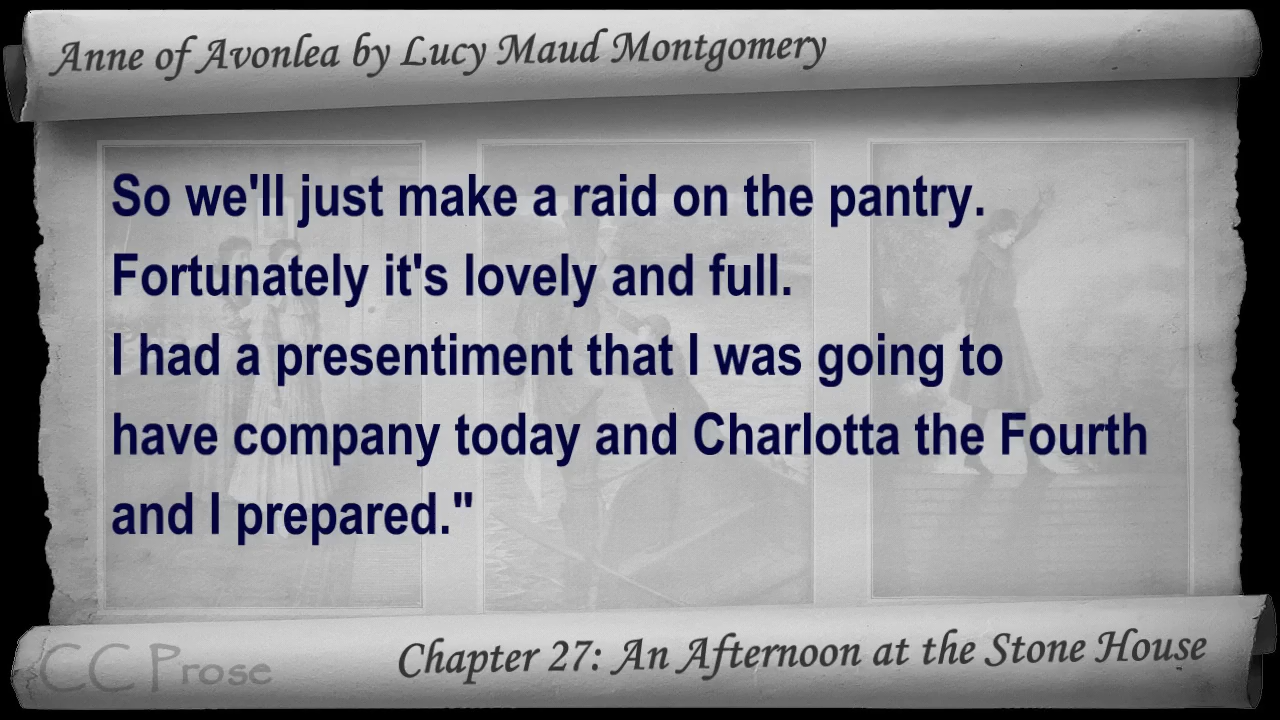 Anne of Avonlea by Lucy Maud Montgomery
So we'll just make a raid on the pantry.
Fortunately it's lovely and full.
I had a presentiment that I was going to
have company today and Charlotta the Fourth
and I prepared."
CC Prose
Chapter 27: An Afternoon at the Stone House